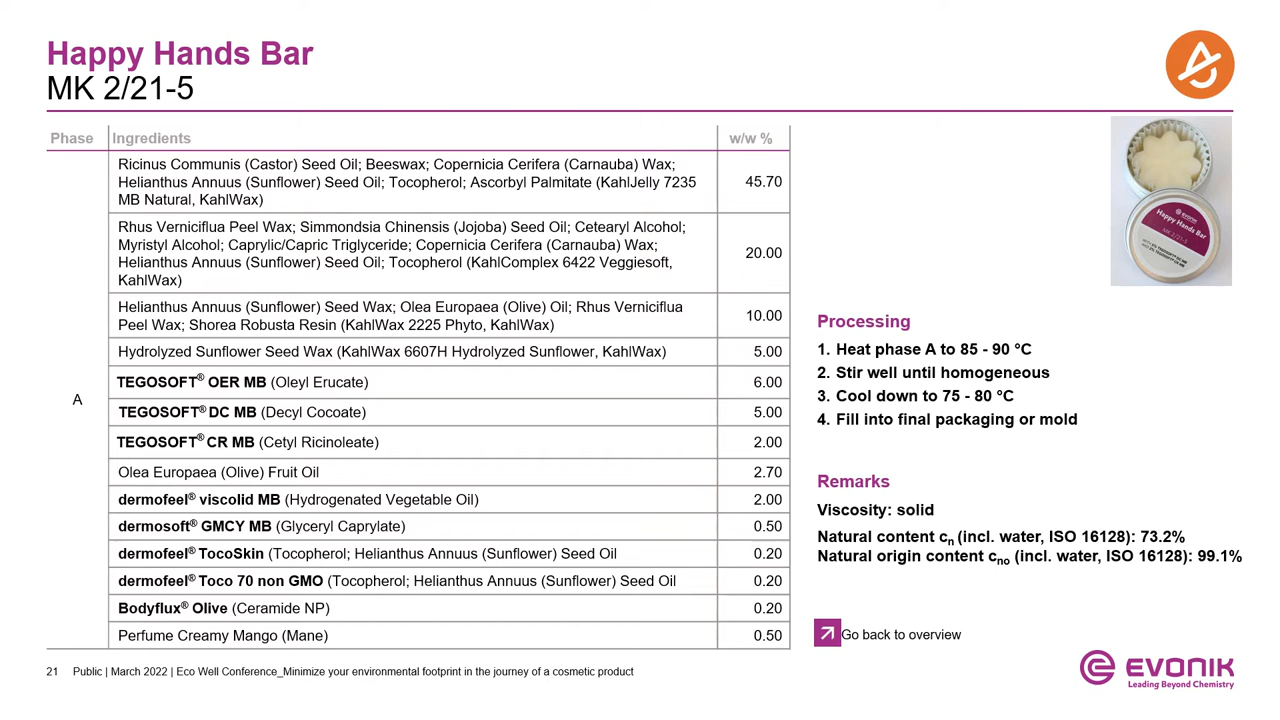 Happy Hands Bar
MK 2/21-5
Phase Ingredients w/w %
Ricinus Communis (Castor) Seed Oil; Beeswax; Copernicia Cerifera (Carnauba) Wax;
Helianthus Annuus (Sunflower) Seed Oil; Tocopherol; Ascorbyl Palmitate (KahlJelly 7235
MB Natural, KahlWax)
45.70
Rhus Verniciflua Peel Wax; Simmondsia Chinensis (Jojoba) Seed Oil; Cetearyl Alcohol;
Myristyl Alcohol; Caprylic/Capric Triglyceride; Copernicia Cerifera (Carnauba) Wax;
Helianthus Annuus (Sunflower) Seed Oil; Tocopherol (KahlComplex 6422 Veggiesoft,
KahlWax)
20.00
Helianthus Annuus (Sunflower) Seed Wax; Olea Europaea (Olive) Oil; Rhus Verniciflua
Peel Wax; Shorea Robusta Resin (KahlWax 2225 Phyto, KahlWax)
10.00
Hydrolyzed Sunflower Seed Wax (KahlWax 6607H Hydrolyzed Sunflower, KahlWax) 5.00
TEGOSOFT® OER MB (Oleyl Erucate) 6.00
A
TEGOSOFT® DC MB (Decyl Cocoate) 5.00
TEGOSOFT® CR MB (Cetyl Ricinoleate) 2.00
Olea Europaea (Olive) Fruit Oil 2.70
dermofeel® viscolid MB (Hydrogenated Vegetable Oil) 2.00
dermosoft® GMCY MB (Glyceryl Caprylate) 0.50
dermofeel® TocoSkin (Tocopherol; Helianthus Annuus (Sunflower) Seed Oil 0.20
dermofeel® Toco 70 non GMO (Tocopherol; Helianthus Annuus (Sunflower) Seed Oil 0.20
Bodyflux® Olive (Ceramide NP) 0.20
Perfume Creamy Mango (Mane) 0.50
EVONIK
Happy Hands Bar
MK 2/21-5
Processing
1. Heat phase A to 85 - 90 °C
2. Stir well until homogeneous
3. Cool down to 75 - 80 °C
4. Fill into final packaging or mold
Remarks
Viscosity: solid
Natural content cn (incl. water, ISO 16128): 73.2%
Natural origin content cno (incl. water, ISO 16128): 99.1%
Go back to overview
21 Public | March 2022 | Eco Well Conference_Minimize your environmental footprint in the journey of a cosmetic product
EVONIK
Leading Beyond Chemistry